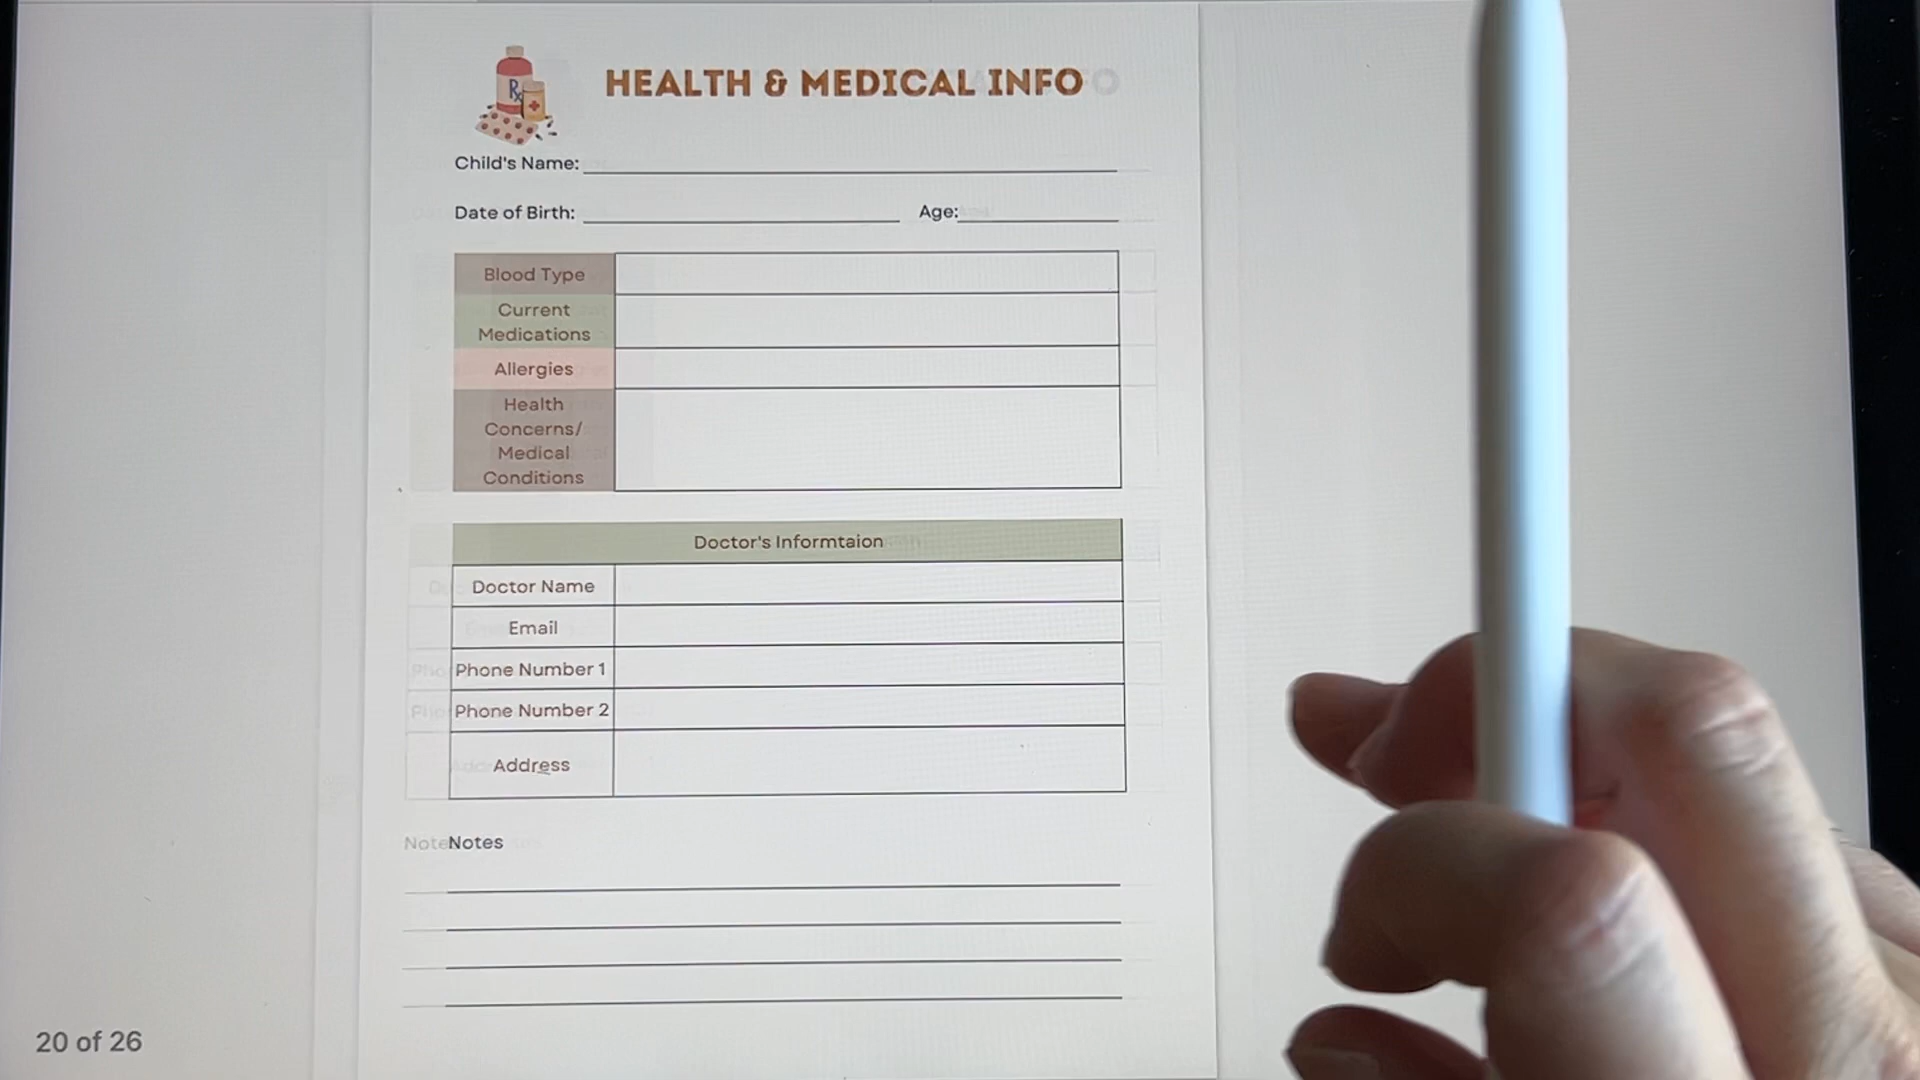 Rx
HEALTH & MEDICAL INFO
Child's Name:
Date of Birth:
Age:
Blood Type
Current
Medications
Allergies
Health
Concerns/
Medical
Conditions
Doctor's Informtaion
Doctor Name
Email
Phone Number 1
Phone Number 2
Address
Notes
20 of 26